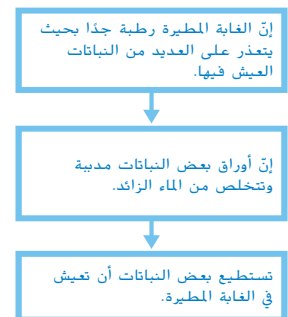 إنّ الغابة المطيرة رطبة جدًا بحيث
يتعذر على العديد من النباتات
العيش فيها.
إنّ أوراق بعض النباتات مدببة
وتتخلص من الماء الزائد.
تستطيع بعض النباتات أن تعيش
في الغابة المطيرة.